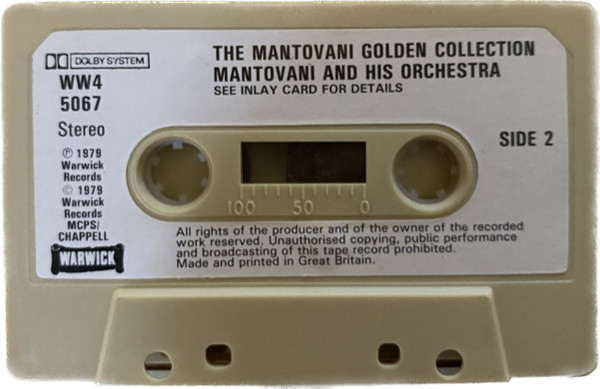 DOLBY SYSTEM
THE MANTOVANI GOLDEN COLLECTION
MANTOVANI AND HIS ORCHESTRA
SEE INLAY CARD FOR DETAILS
WW4
5067
Stereo
SIDE 2
℗ 1979
Warwick
Records
© 1979
Warwick
Records
MCPS/
CHAPPELL
WARWICK
100 50 0
All rights of the producer and of the owner of the recorded
work reserved. Unauthorised copying, public performance
and broadcasting of this tape record prohibited.
Made and printed in Great Britain.